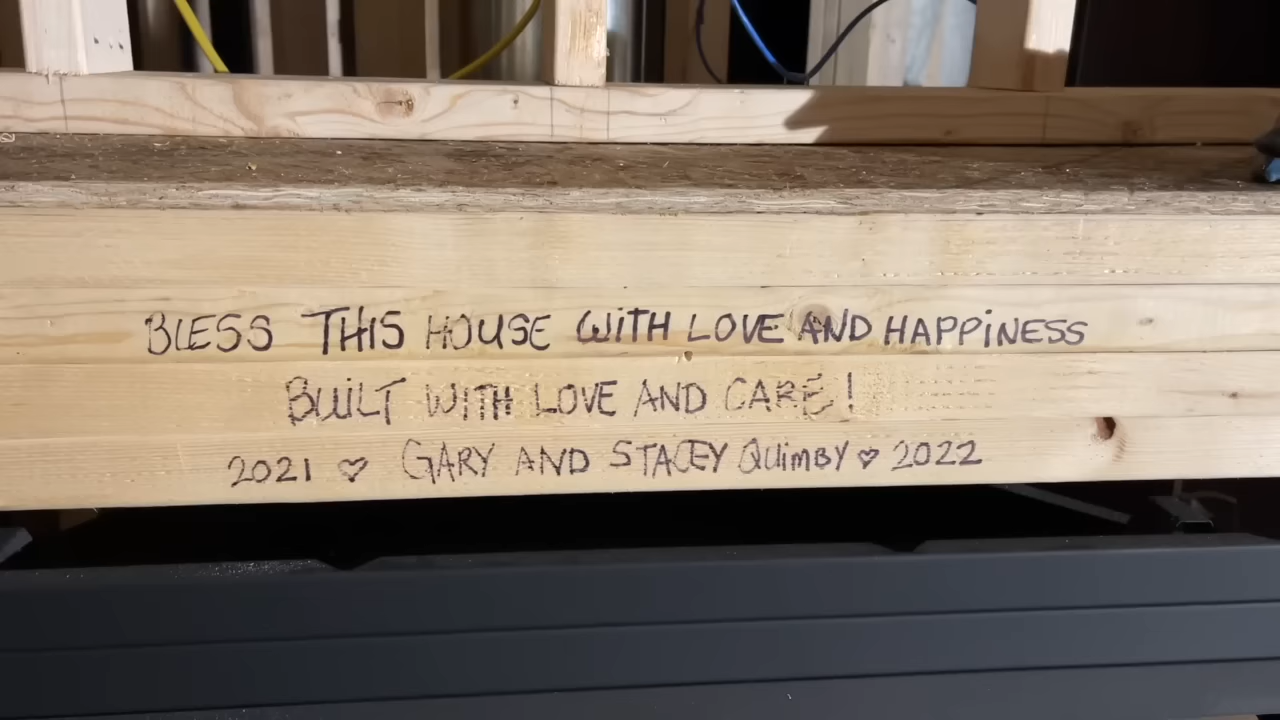 BLESS THIS HOUSE WITH LOVE AND HAPPINESS
BUILT WITH LOVE AND CARE!
2021 ♡ GARY AND STACEY QUIMBY ♡ 2022